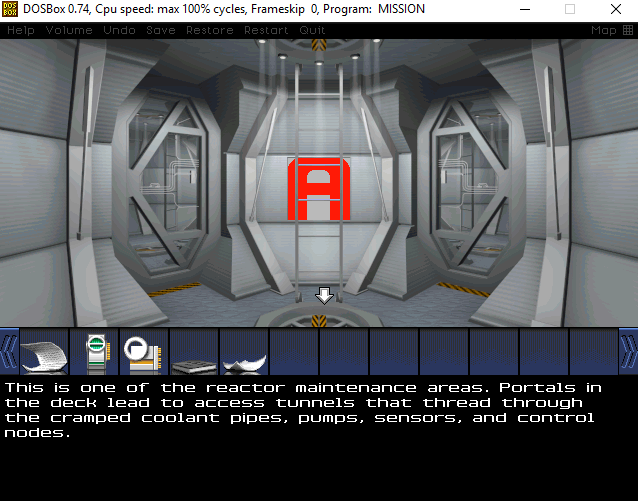 DOSBox 0.74, Cpu speed: max 100% cycles, Frameskip 0, Program: MISSION
Help Volume Undo Save Restore Restart Quit Map
A
This is one of the reactor maintenance areas. Portals in
the deck lead to access tunnels that thread through
the cramped coolant pipes, pumps, sensors, and control
nodes.